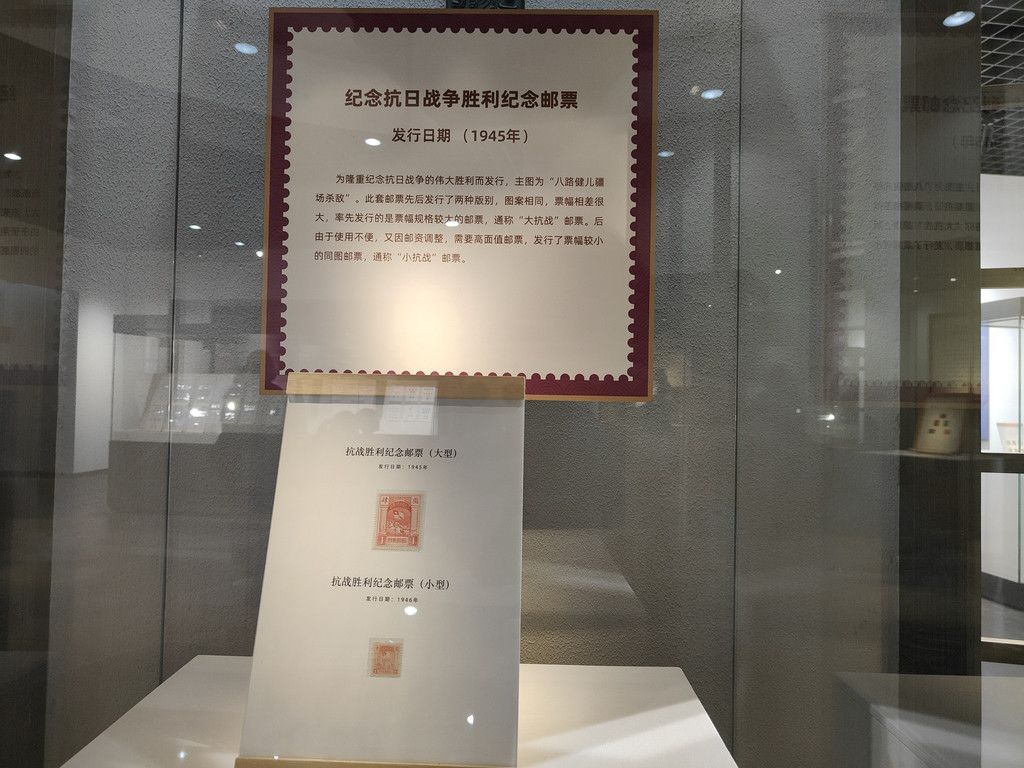 纪念抗日战争胜利纪念邮票
发行日期 （1945年）
为隆重纪念抗日战争的伟大胜利而发行，主图为“八路健儿疆
场杀敌”。此套邮票先后发行了两种版别，图案相同，票幅相差很
大，率先发行的是票幅规格较大的邮票，通称“大抗战”邮票。后
由于使用不便，又因邮资调整，需要高面值邮票，发行了票幅较小
的同图邮票，通称“小抗战”邮票。
抗战胜利纪念邮票（大型）
发行日期：1945年
抗战胜利纪念邮票（小型）
发行日期：1946年